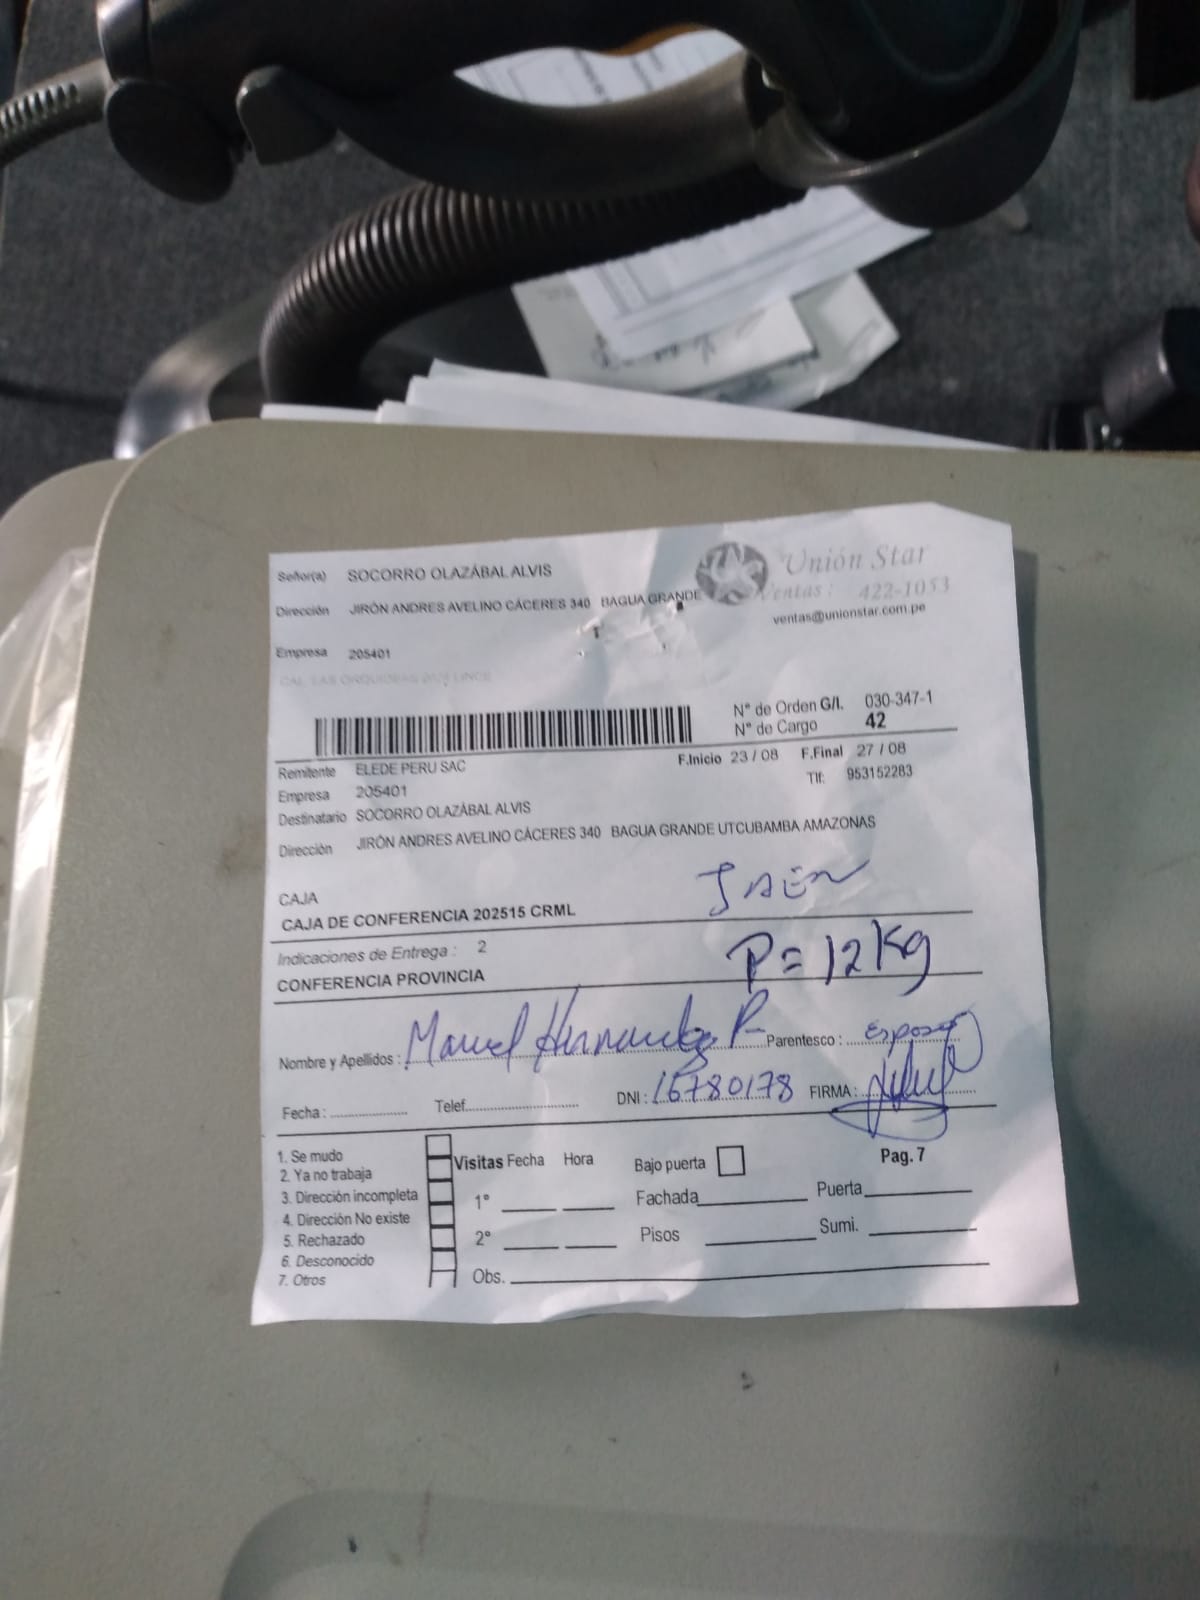 Señor(a) SOCORRO OLAZÁBAL ALVIS
Unión Star
Ventas: 422-1053
ventas@unionstar.com.pe
Dirección JIRÓN ANDRES AVELINO CÁCERES 340 BAGUA GRANDE
Empresa 205401
CAL. LAS ORQUIDEAS LINCE
N° de Orden G/I. 030-347-1
N° de Cargo 42
F.Inicio 23 / 08 F.Final 27 / 08
Remitente ELEDE PERU SAC
Tlf: 953152283
Empresa 205401
Destinatario SOCORRO OLAZÁBAL ALVIS
Dirección JIRÓN ANDRES AVELINO CÁCERES 340 BAGUA GRANDE UTCUBAMBA AMAZONAS
JAEN
CAJA
CAJA DE CONFERENCIA 202515 CRML
P= 12 Kg
Indicaciones de Entrega : 2
CONFERENCIA PROVINCIA
Nombre y Apellidos : Manuel Hernandez R Parentesco : esposo
Fecha : Telef. DNI : 16780178 FIRMA :
1. Se mudo
2. Ya no trabaja
3. Dirección incompleta
4. Dirección No existe
5. Rechazado
6. Desconocido
7. Otros
Visitas Fecha Hora Bajo puerta Pag. 7
1° Fachada Puerta
2° Pisos Sumi.
Obs.